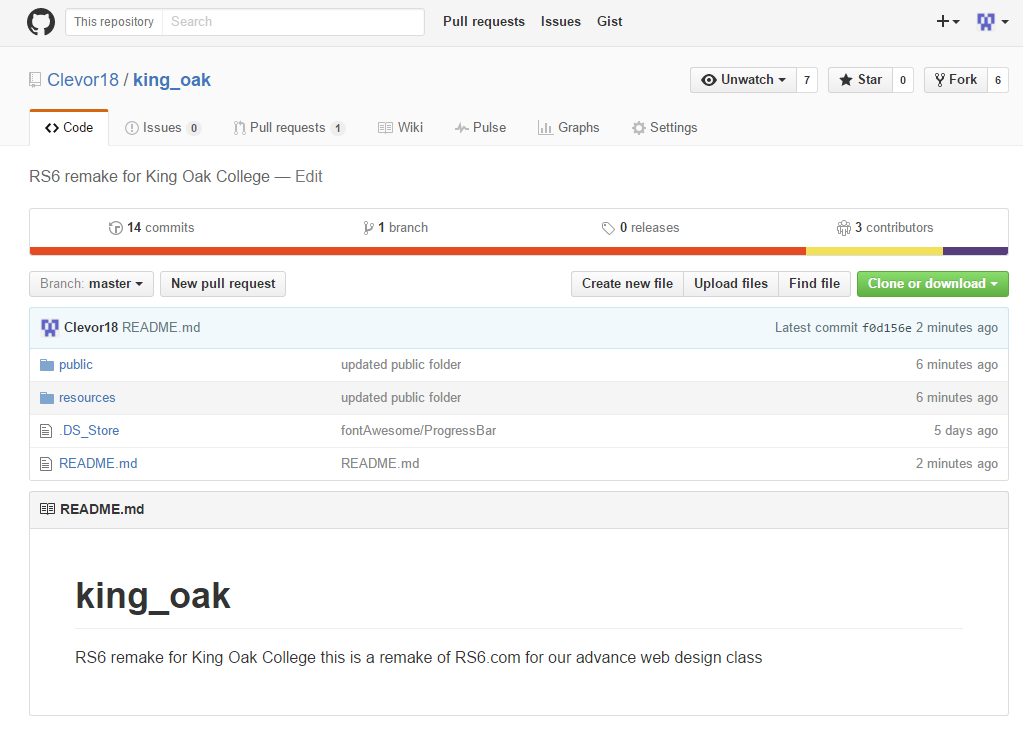 This repository Search Pull requests Issues Gist
Clevor18 / king_oak Unwatch 7 Star 0 Fork 6
Code Issues 0 Pull requests 1 Wiki Pulse Graphs Settings
RS6 remake for King Oak College — Edit
14 commits 1 branch 0 releases 3 contributors
Branch: master New pull request Create new file Upload files Find file Clone or download
Clevor18 README.md Latest commit f0d156e 2 minutes ago
public updated public folder 6 minutes ago
resources updated public folder 6 minutes ago
.DS_Store fontAwesome/ProgressBar 5 days ago
README.md README.md 2 minutes ago
README.md
king_oak
RS6 remake for King Oak College this is a remake of RS6.com for our advance web design class